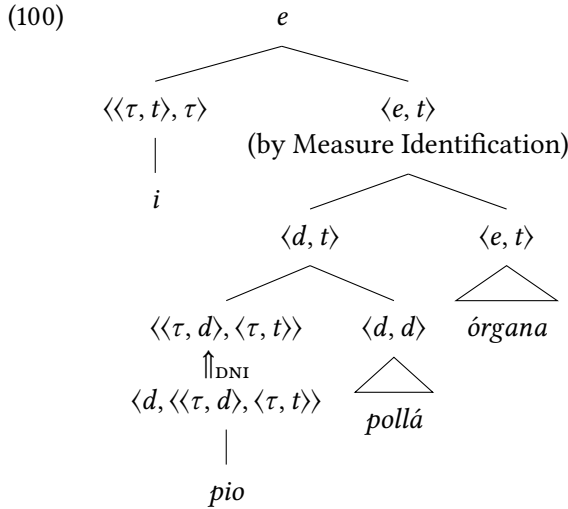 (100) e
⟨⟨τ, t⟩, τ⟩ ⟨e, t⟩
(by Measure Identification)
i
⟨d, t⟩ ⟨e, t⟩
⟨⟨τ, d⟩, ⟨τ, t⟩⟩ ⟨d, d⟩ órgana
⇑DNI
⟨d, ⟨⟨τ, d⟩, ⟨τ, t⟩⟩ pollá
pio